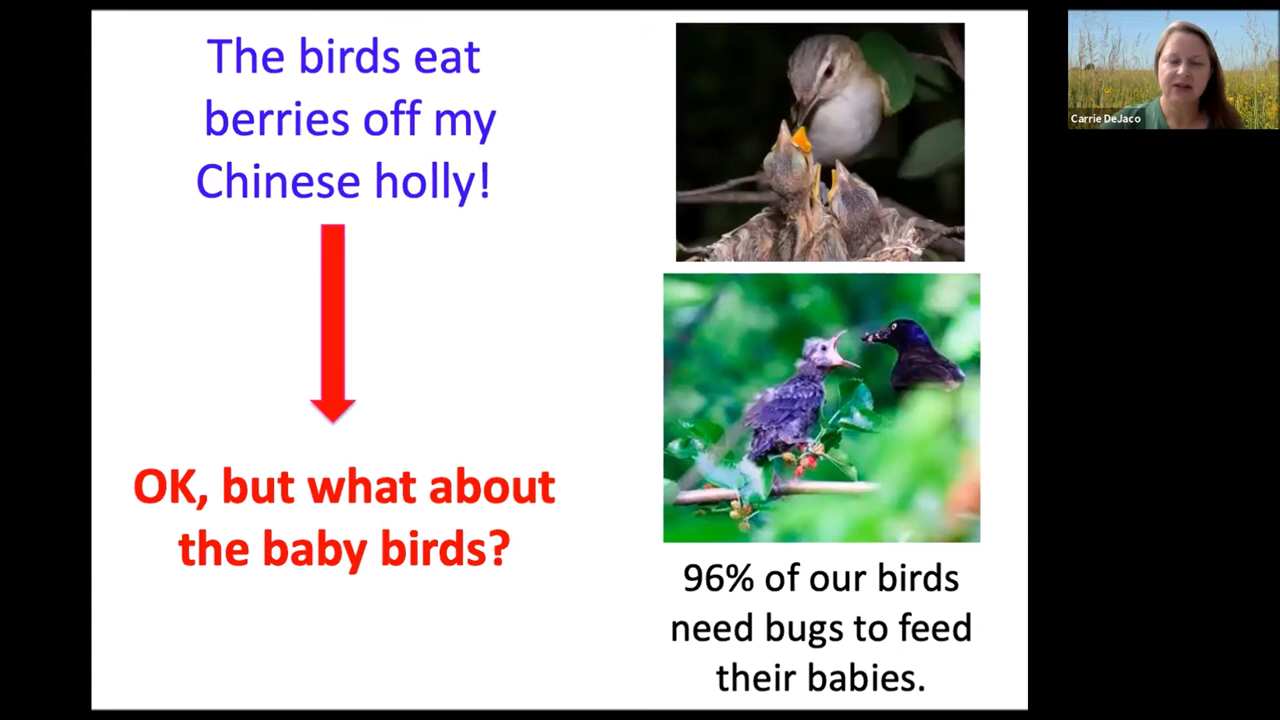 The birds eat
berries off my
Chinese holly!
OK, but what about
the baby birds?
96% of our birds
need bugs to feed
their babies.
Carrie DeJaco